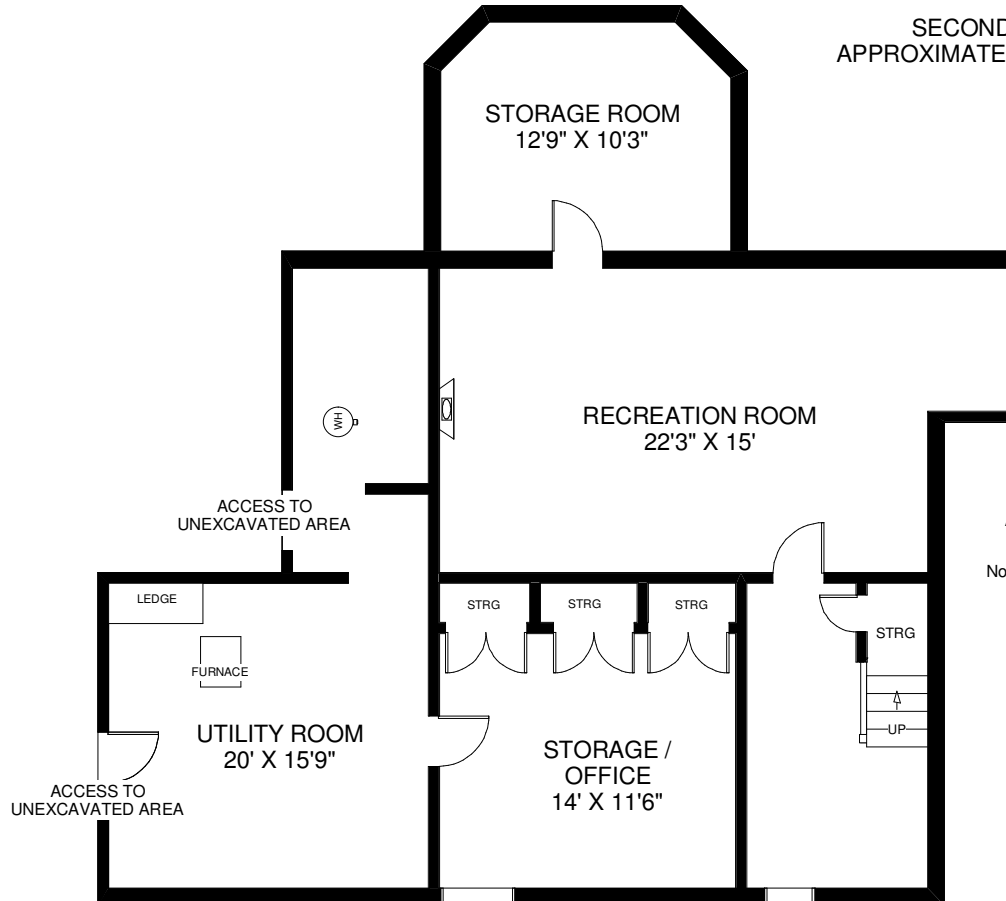 SECOND
APPROXIMATE
STORAGE ROOM
12'9" X 10'3"
RECREATION ROOM
22'3" X 15'
WH
ACCESS TO
UNEXCAVATED AREA
No
LEDGE
STRG
STRG
STRG
STRG
FURNACE
UP
UTILITY ROOM
20' X 15'9"
STORAGE /
OFFICE
14' X 11'6"
ACCESS TO
UNEXCAVATED AREA